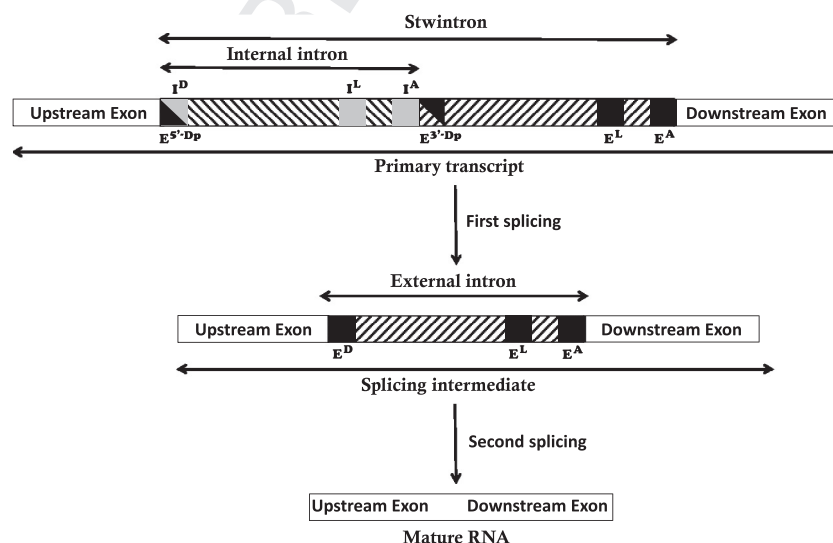 Stwintron
Internal intron
I^D I^L I^A
Upstream Exon Downstream Exon
E^5'-Dp E^3'-Dp E^L E^A
Primary transcript
First splicing
External intron
Upstream Exon Downstream Exon
E^D E^L E^A
Splicing intermediate
Second splicing
Upstream Exon Downstream Exon
Mature RNA